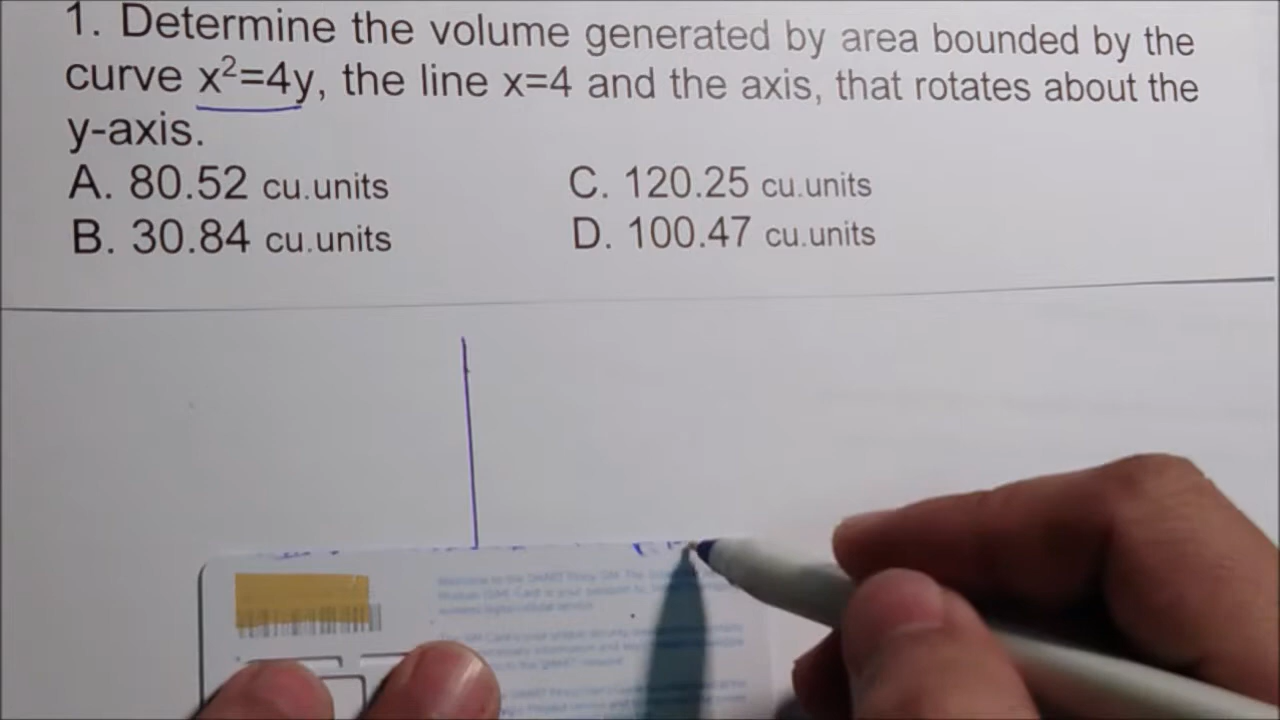 1. Determine the volume generated by area bounded by the
curve x²=4y, the line x=4 and the axis, that rotates about the
y-axis.
A. 80.52 cu.units
C. 120.25 cu.units
B. 30.84 cu.units
D. 100.47 cu.units